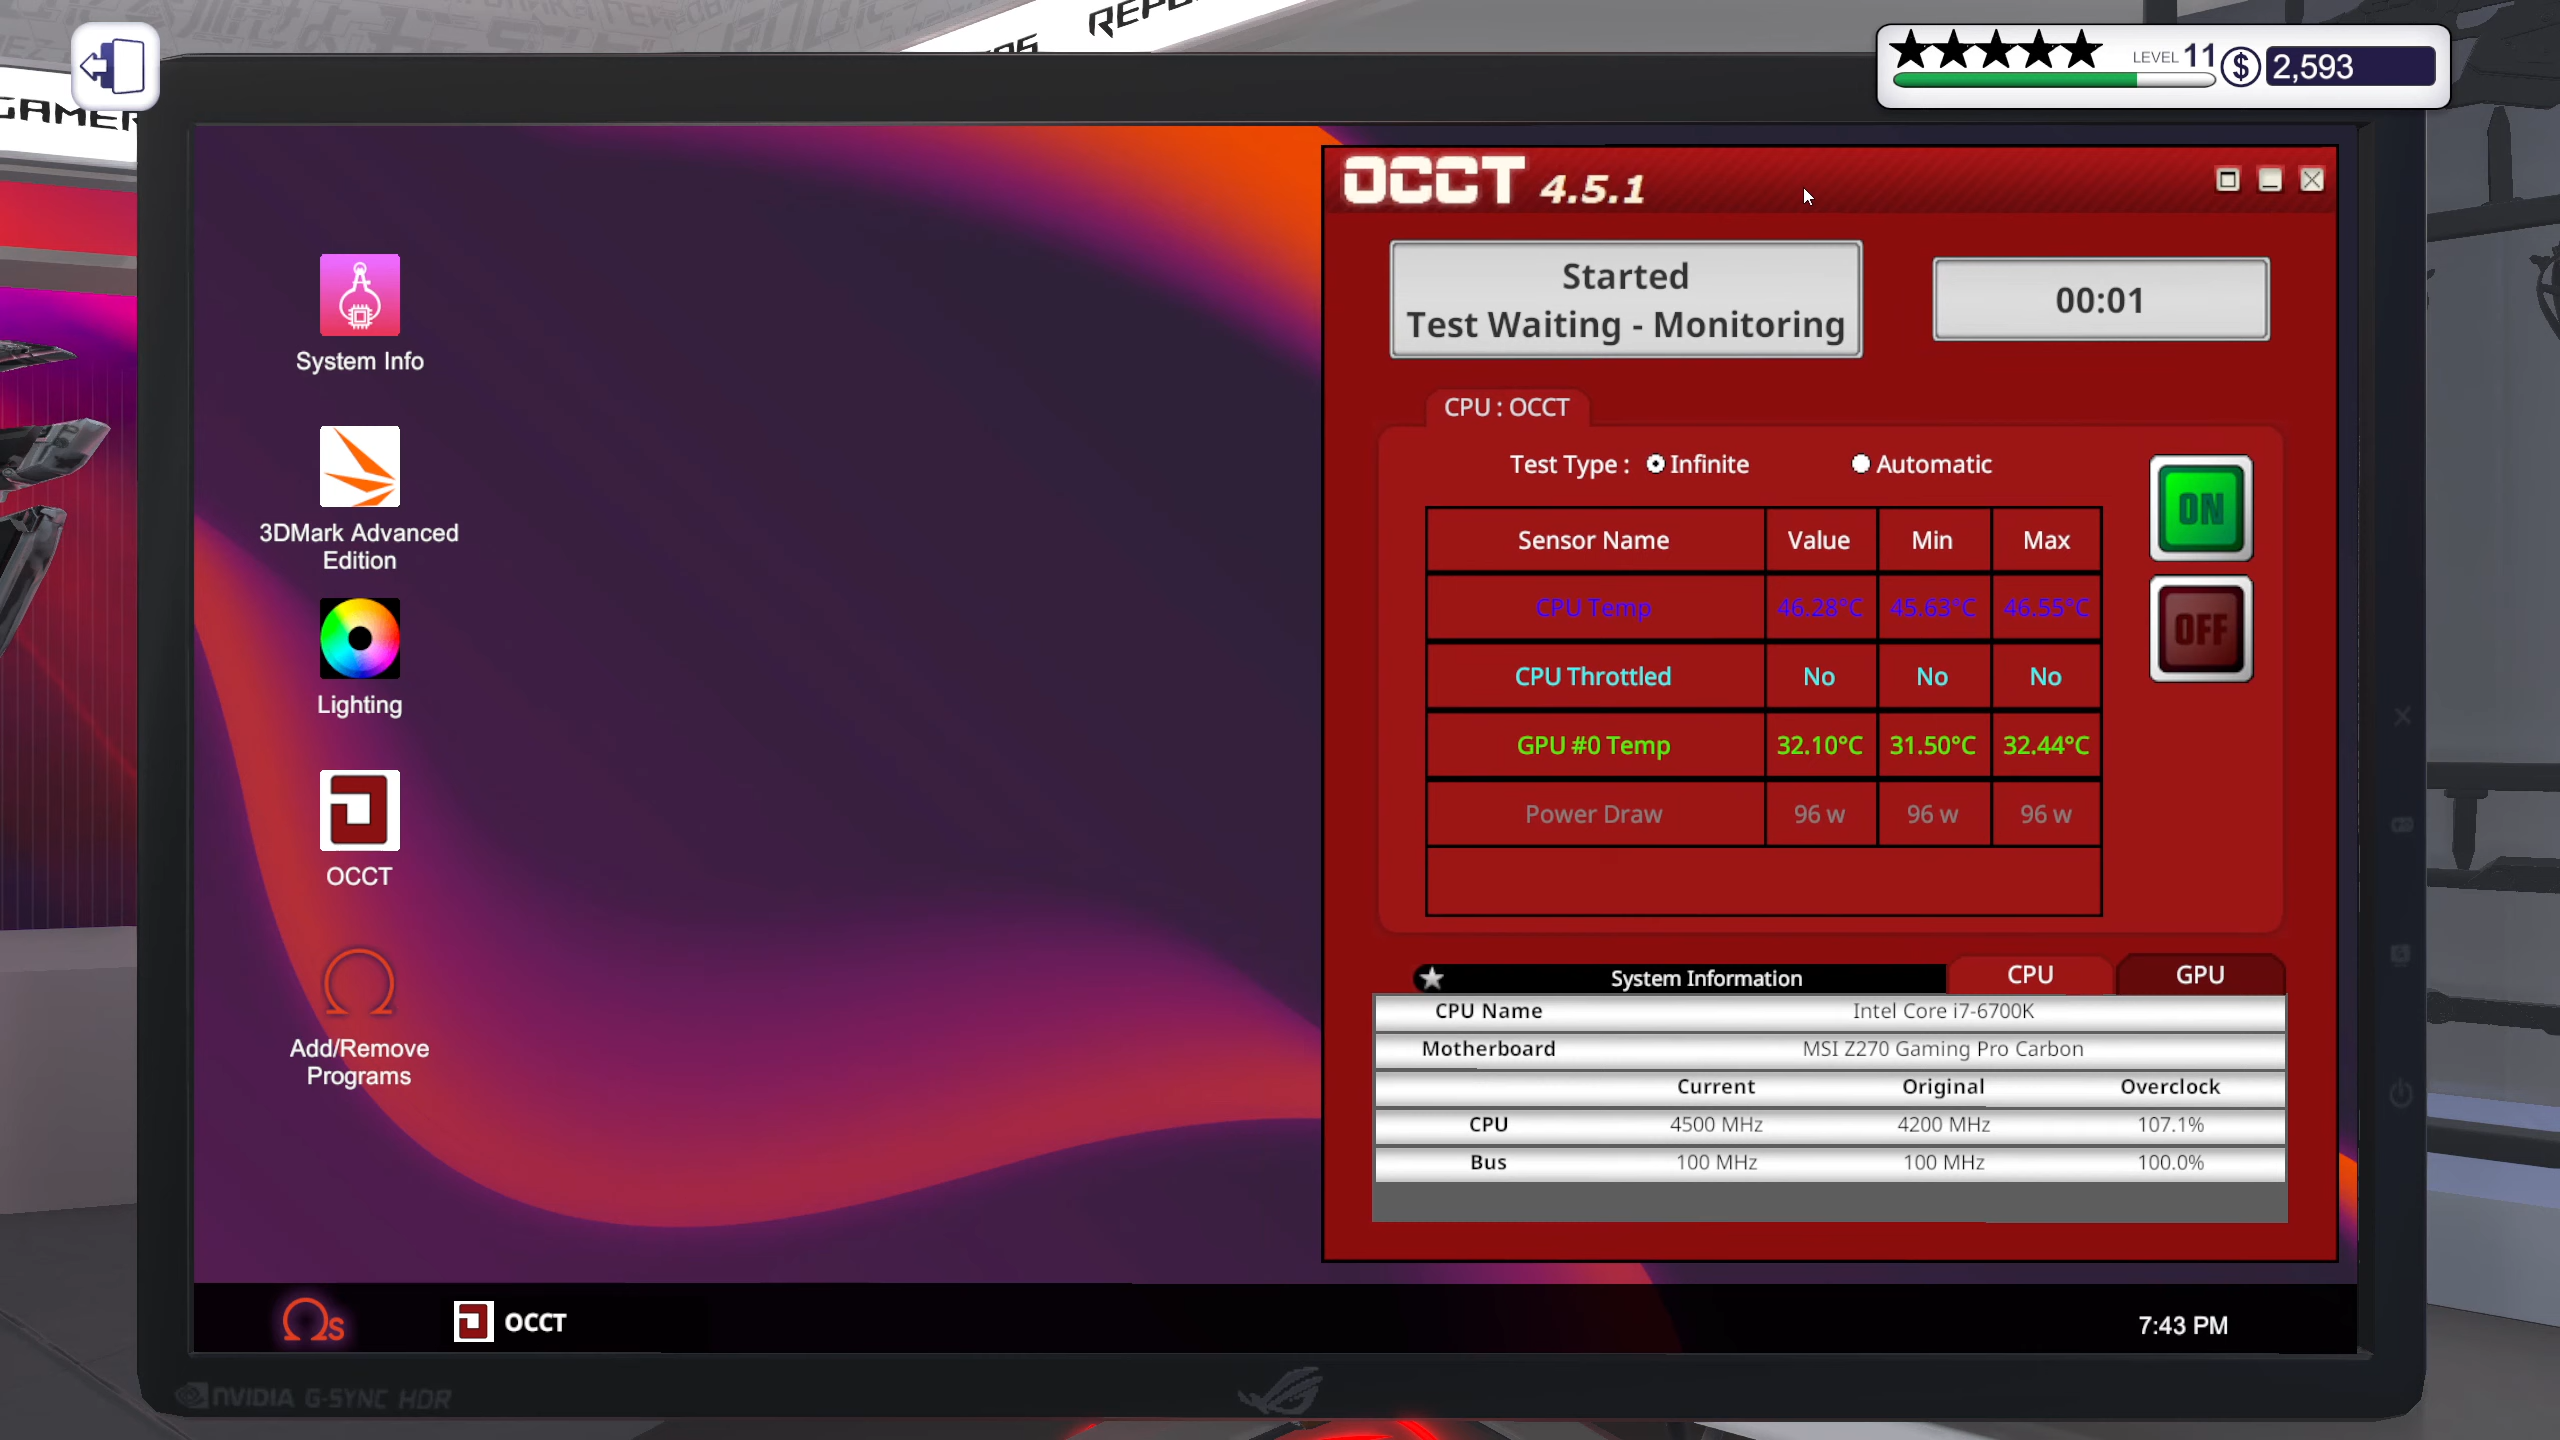 GAMER
LEVEL 11
$ 2,593
OCCT 4.5.1
System Info
3DMark Advanced
Edition
Lighting
OCCT
Add/Remove
Programs
Started
Test Waiting - Monitoring
00:01
CPU : OCCT
Test Type : Infinite Automatic
ON
OFF
Sensor Name Value Min Max
CPU Temp 46.28°C 45.63°C 46.55°C
CPU Throttled No No No
GPU #0 Temp 32.10°C 31.50°C 32.44°C
Power Draw 96 w 96 w 96 w
System Information CPU GPU
CPU Name Intel Core i7-6700K
Motherboard MSI Z270 Gaming Pro Carbon
Current Original Overclock
CPU 4500 MHz 4200 MHz 107.1%
Bus 100 MHz 100 MHz 100.0%
Ωs OCCT 7:43 PM
NVIDIA G-SYNC HDR